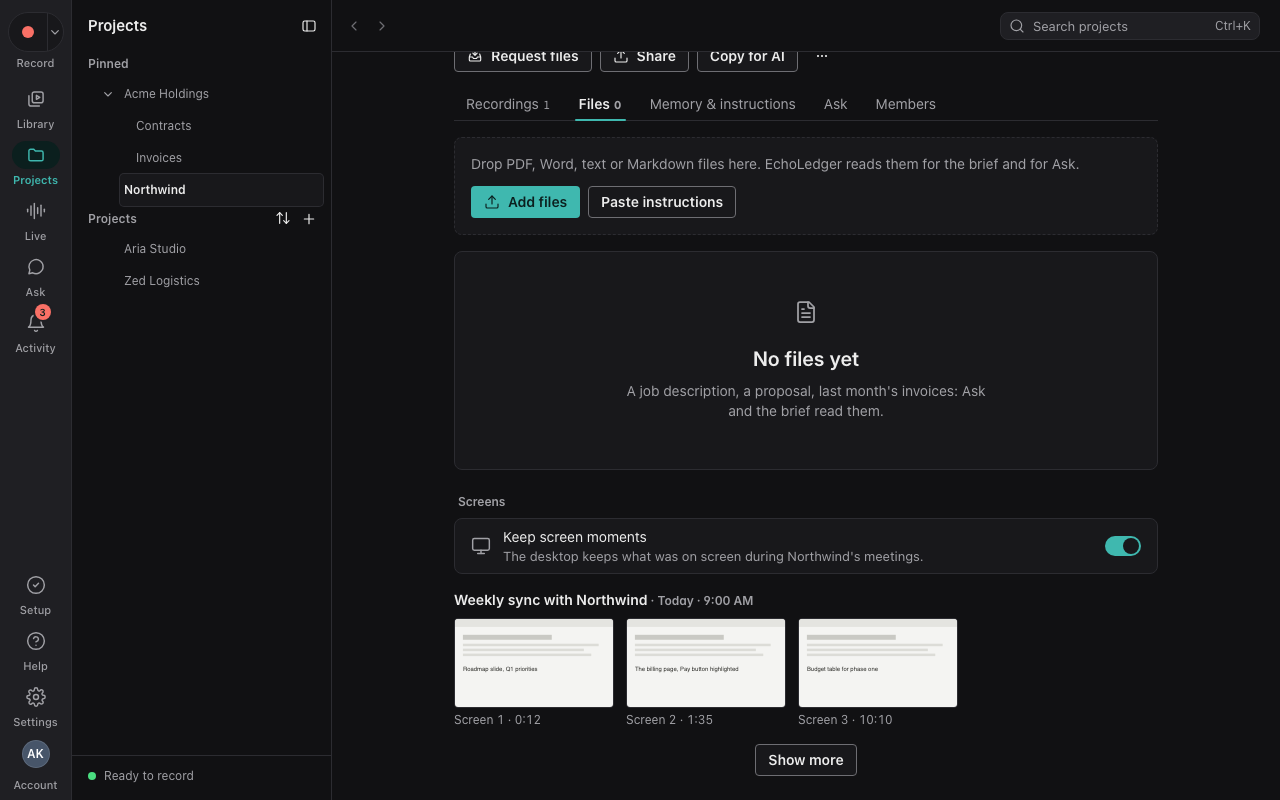 Record
Library
Projects
Live
Ask
3
Activity
Setup
Help
Settings
AK
Account
Projects
Pinned
Acme Holdings
Contracts
Invoices
Northwind
Projects
Aria Studio
Zed Logistics
Ready to record
Search projects Ctrl+K
Request files Share Copy for AI ...
Recordings 1 Files 0 Memory & instructions Ask Members
Drop PDF, Word, text or Markdown files here. EchoLedger reads them for the brief and for Ask.
Add files Paste instructions
No files yet
A job description, a proposal, last month's invoices: Ask
and the brief read them.
Screens
Keep screen moments
The desktop keeps what was on screen during Northwind's meetings.
Weekly sync with Northwind · Today · 9:00 AM
Roadmap slide, Q1 priorities
The billing page, Pay button highlighted
Budget table for phase one
Screen 1 · 0:12
Screen 2 · 1:35
Screen 3 · 10:10
Show more